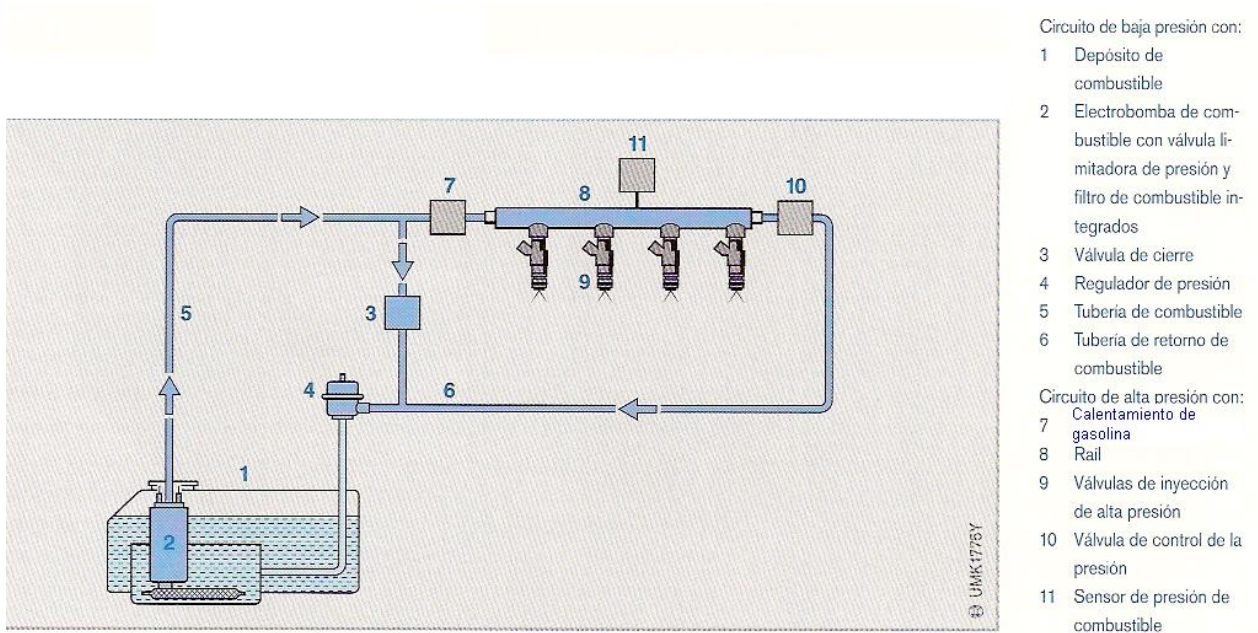 11
7
8
10
9
3
5
4
6
1
2
UMK1776Y
Circuito de baja presión con:
1 Depósito de
combustible
2 Electrobomba de com-
bustible con válvula li-
mitadora de presión y
filtro de combustible in-
tegrados
3 Válvula de cierre
4 Regulador de presión
5 Tubería de combustible
6 Tubería de retorno de
combustible
Circuito de alta presión con:
7 Calentamiento de
gasolina
8 Raíl
9 Válvulas de inyección
de alta presión
10 Válvula de control de la
presión
11 Sensor de presión de
combustible